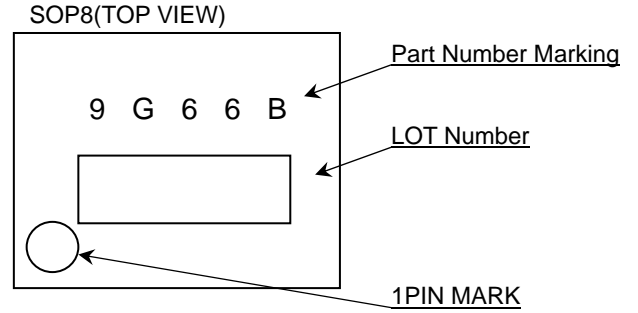 SOP8(TOP VIEW)
Part Number Marking
9 G 6 6 B
LOT Number
1PIN MARK